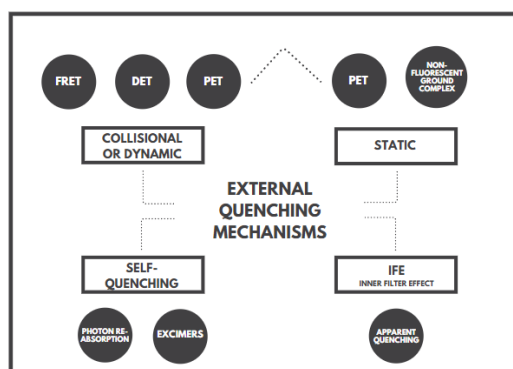 FRET
DET
PET
PET
NON-
FLUORESCENT
GROUND
COMPLEX
COLLISIONAL
OR DYNAMIC
STATIC
EXTERNAL
QUENCHING
MECHANISMS
SELF-
QUENCHING
IFE
INNER FILTER EFFECT
PHOTON RE-
ABSORPTION
EXCIMERS
APPARENT
QUENCHING